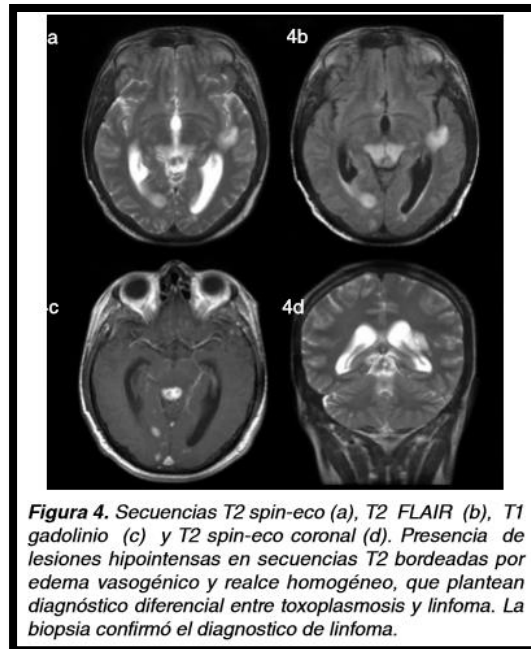 a
4b
4c
4d
Figura 4. Secuencias T2 spin-eco (a), T2 FLAIR (b), T1
gadolinio (c) y T2 spin-eco coronal (d). Presencia de
lesiones hipointensas en secuencias T2 bordeadas por
edema vasogénico y realce homogéneo, que plantean
diagnóstico diferencial entre toxoplasmosis y linfoma. La
biopsia confirmó el diagnostico de linfoma.